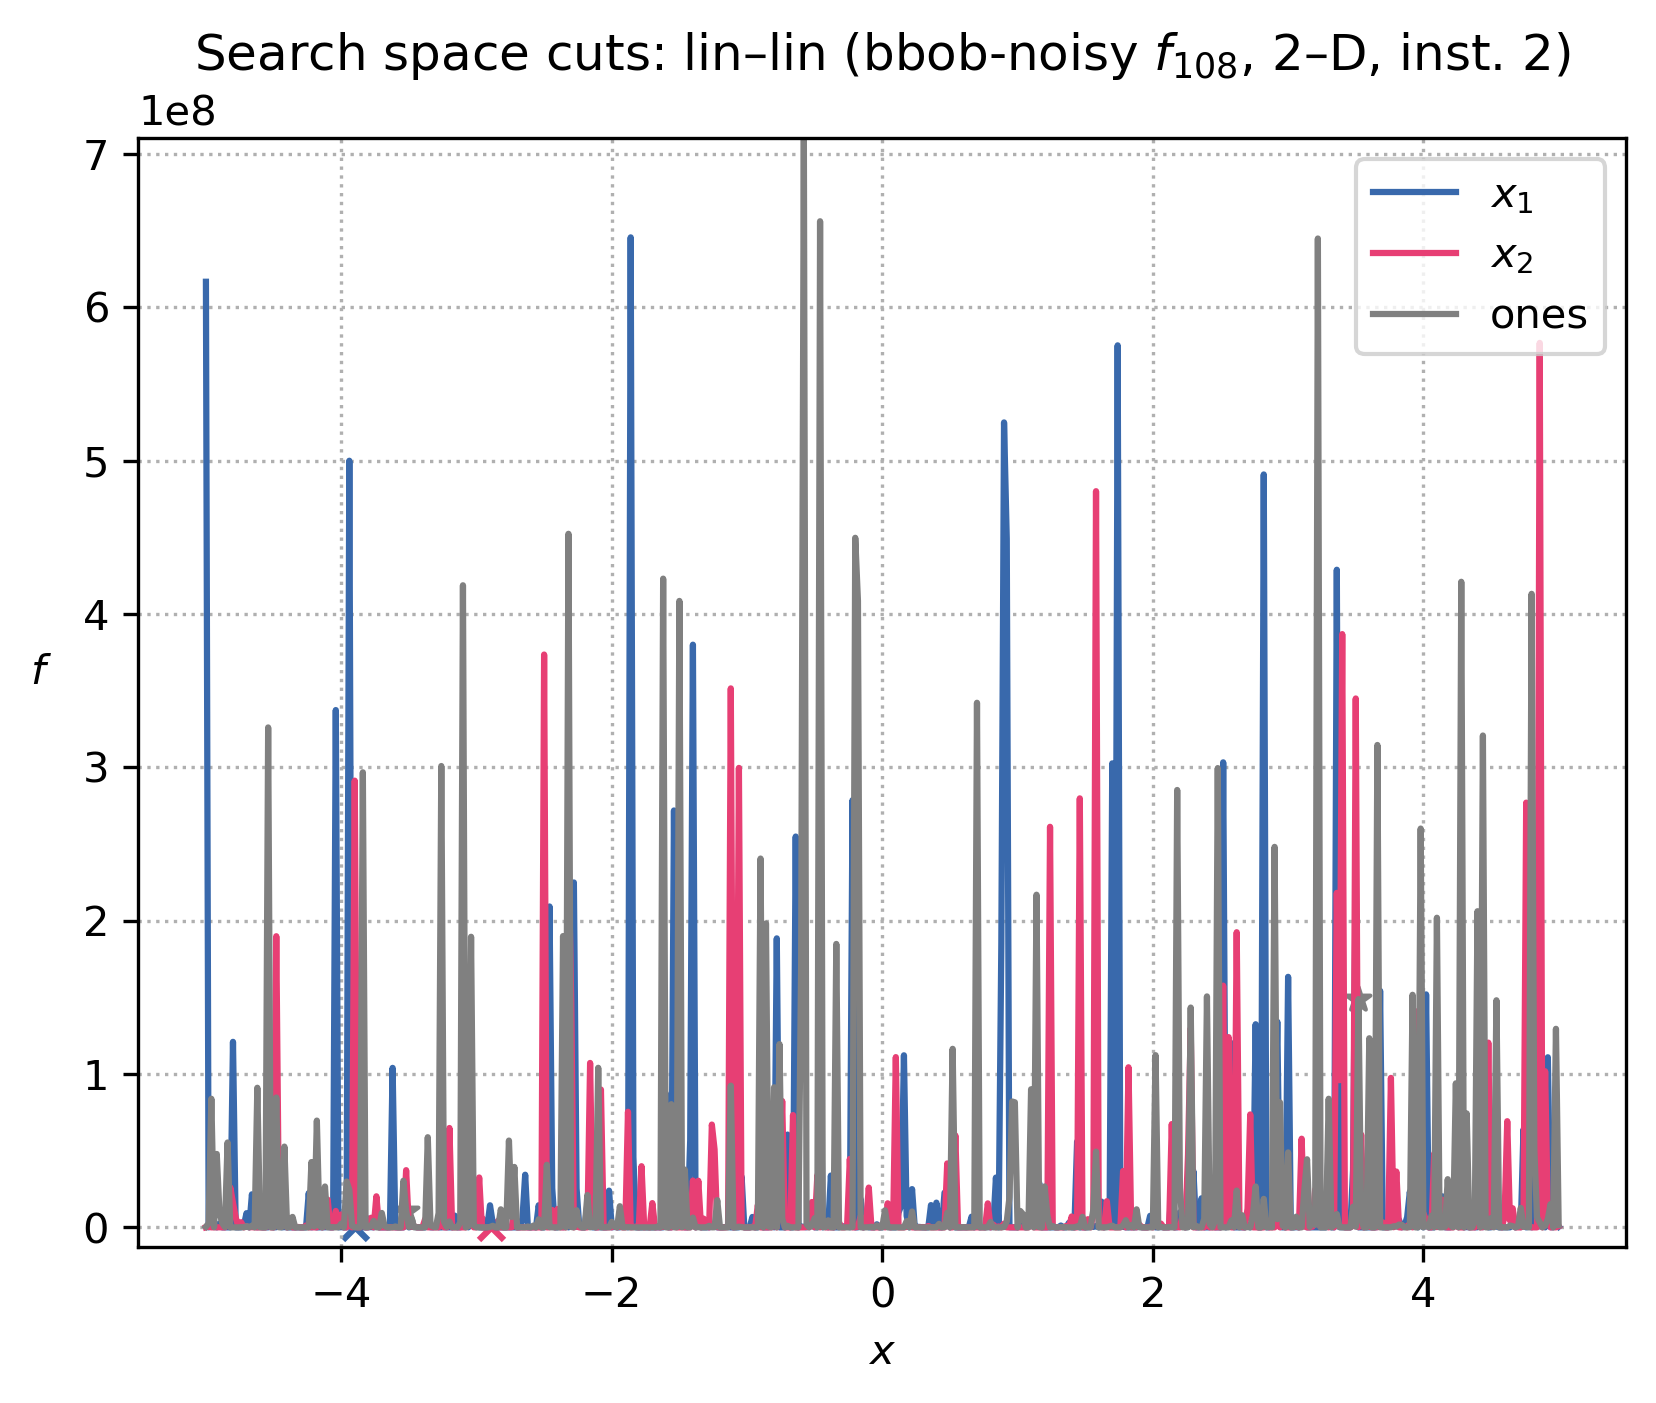 Search space cuts: lin–lin (bbob-noisy f108, 2–D, inst. 2)
1e8
7
6
5
4
3
2
1
0
f
−4
−2
0
2
4
x
x1
x2
ones